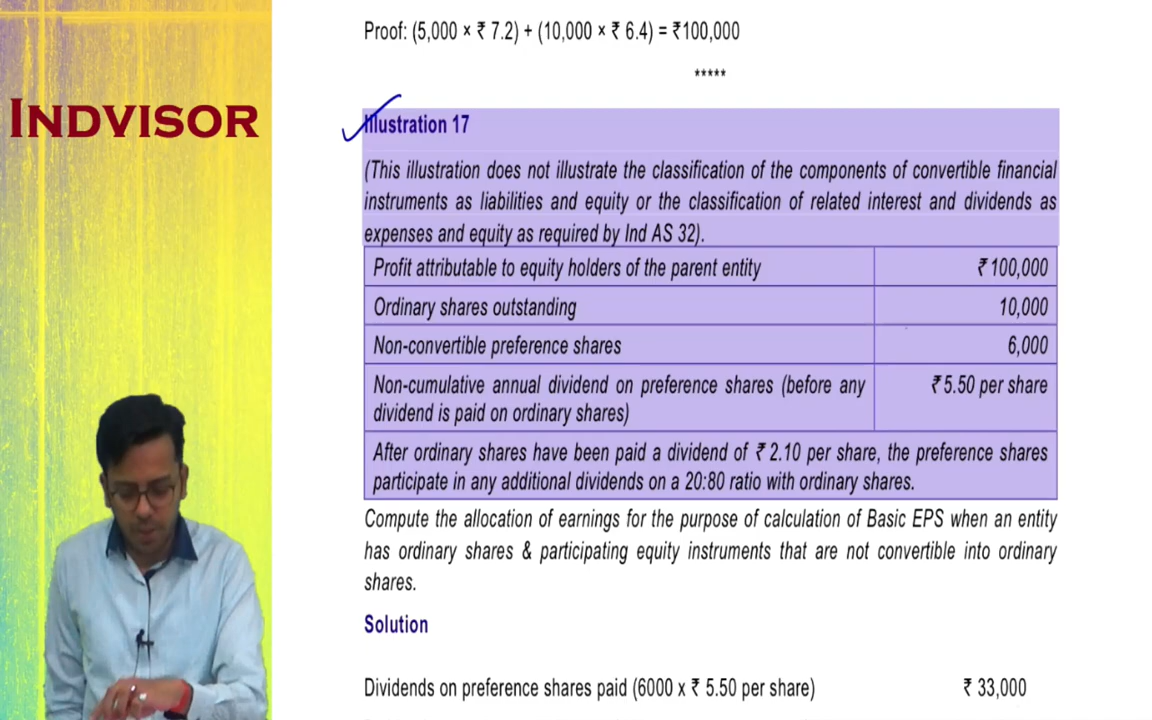 Proof: (5,000 × ₹ 7.2) + (10,000 × ₹ 6.4) = ₹100,000
*****
INDVISOR
Illustration 17
(This illustration does not illustrate the classification of the components of convertible financial
instruments as liabilities and equity or the classification of related interest and dividends as
expenses and equity as required by Ind AS 32).
Profit attributable to equity holders of the parent entity ₹100,000
Ordinary shares outstanding 10,000
Non-convertible preference shares 6,000
Non-cumulative annual dividend on preference shares (before any ₹5.50 per share
dividend is paid on ordinary shares)
After ordinary shares have been paid a dividend of ₹ 2.10 per share, the preference shares
participate in any additional dividends on a 20:80 ratio with ordinary shares.
Compute the allocation of earnings for the purpose of calculation of Basic EPS when an entity
has ordinary shares & participating equity instruments that are not convertible into ordinary
shares.
Solution
Dividends on preference shares paid (6000 x ₹ 5.50 per share) ₹ 33,000